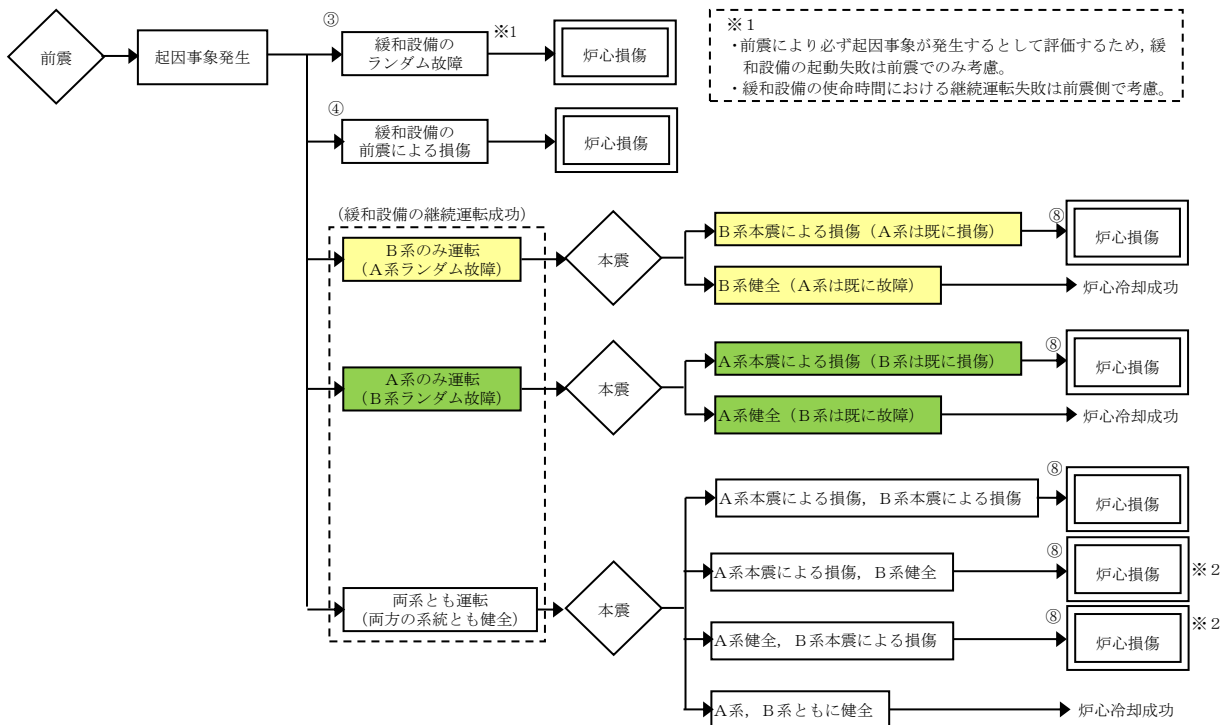 前震
起因事象発生
③
緩和設備の
ランダム故障
※1
炉心損傷
※１
・前震により必ず起因事象が発生するとして評価するため，緩
和設備の起動失敗は前震でのみ考慮。
・緩和設備の使命時間における継続運転失敗は前震側で考慮。
④
緩和設備の
前震による損傷
炉心損傷
(緩和設備の継続運転成功)
Ｂ系のみ運転
(Ａ系ランダム故障)
本震
Ｂ系本震による損傷（Ａ系は既に損傷）
⑧
炉心損傷
Ｂ系健全（Ａ系は既に故障）
炉心冷却成功
Ａ系のみ運転
(Ｂ系ランダム故障)
本震
Ａ系本震による損傷（Ｂ系は既に損傷）
⑧
炉心損傷
Ａ系健全（Ｂ系は既に故障）
炉心冷却成功
両系とも運転
(両方の系統とも健全)
本震
Ａ系本震による損傷，Ｂ系本震による損傷
⑧
炉心損傷
Ａ系本震による損傷，Ｂ系健全
⑧
炉心損傷
※２
Ａ系健全，Ｂ系本震による損傷
⑧
炉心損傷
※２
Ａ系，Ｂ系ともに健全
炉心冷却成功